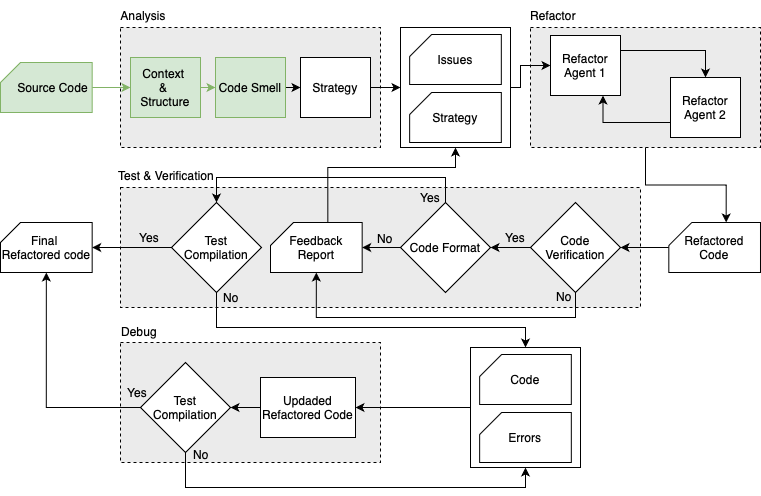 Analysis
Refactor
Source Code
Context
&
Structure
Code Smell
Strategy
Issues
Strategy
Refactor
Agent 1
Refactor
Agent 2
Test & Verification
Yes
Final
Refactored code
Yes
Test
Compilation
Feedback
Report
No
Code Format
Yes
Code
Verification
Refactored
Code
No
No
Debug
Yes
Test
Compilation
Updaded
Refactored Code
Code
Errors
No